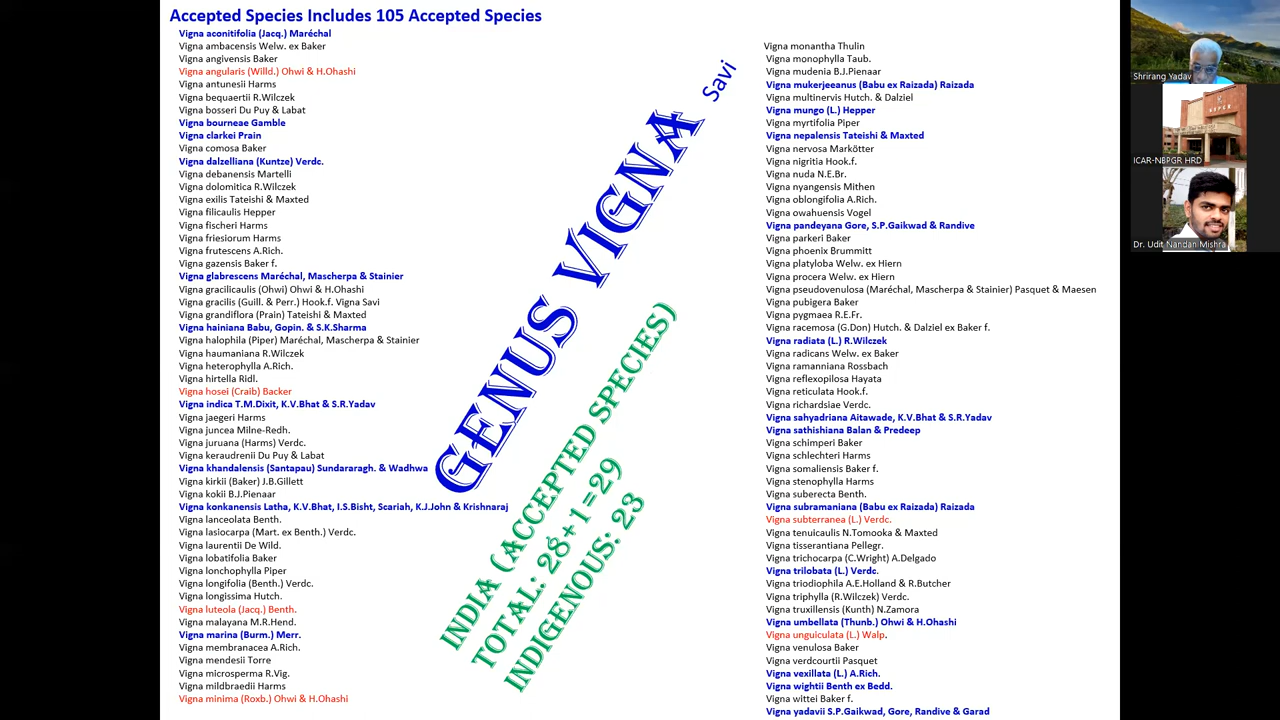 Accepted Species Includes 105 Accepted Species
Vigna aconitifolia (Jacq.) Maréchal
Vigna ambacensis Welw. ex Baker
Vigna angivensis Baker
Vigna angularis (Willd.) Ohwi & H.Ohashi
Vigna antunesii Harms
Vigna bequaertii R.Wilczek
Vigna bosseri Du Puy & Labat
Vigna bourneae Gamble
Vigna clarkei Prain
Vigna comosa Baker
Vigna dalzelliana (Kuntze) Verdc.
Vigna debanensis Martelli
Vigna dolomitica R.Wilczek
Vigna exilis Tateishi & Maxted
Vigna filicaulis Hepper
Vigna fischeri Harms
Vigna friesiorum Harms
Vigna frutescens A.Rich.
Vigna gazensis Baker f.
Vigna glabrescens Maréchal, Mascherpa & Stainier
Vigna gracilicaulis (Ohwi) Ohwi & H.Ohashi
Vigna gracilis (Guill. & Perr.) Hook.f. Vigna Savi
Vigna grandiflora (Prain) Tateishi & Maxted
Vigna hainiana Babu, Gopin. & S.K.Sharma
Vigna halophila (Piper) Maréchal, Mascherpa & Stainier
Vigna haumaniana R.Wilczek
Vigna heterophylla A.Rich.
Vigna hirtella Ridl.
Vigna hosei (Craib) Backer
Vigna indica T.M.Dixit, K.V.Bhat & S.R.Yadav
Vigna jaegeri Harms
Vigna juncea Milne-Redh.
Vigna juruana (Harms) Verdc.
Vigna keraudrenii Du Puy & Labat
Vigna khandalensis (Santapau) Sundararagh. & Wadhwa
Vigna kirkii (Baker) J.B.Gillett
Vigna kokii B.J.Pienaar
Vigna konkanensis Latha, K.V.Bhat, I.S.Bisht, Scariah, K.J.John & Krishnaraj
Vigna lanceolata Benth.
Vigna lasiocarpa (Mart. ex Benth.) Verdc.
Vigna laurentii De Wild.
Vigna lobatifolia Baker
Vigna lonchophylla Piper
Vigna longifolia (Benth.) Verdc.
Vigna longissima Hutch.
Vigna luteola (Jacq.) Benth.
Vigna malayana M.R.Hend.
Vigna marina (Burm.) Merr.
Vigna membranacea A.Rich.
Vigna mendesii Torre
Vigna microsperma R.Vig.
Vigna mildbraedii Harms
Vigna minima (Roxb.) Ohwi & H.Ohashi
GENUS VIGNA Savi
INDIA (ACCEPTED SPECIES)
TOTAL: 28+1=29
INDIGENOUS: 23
Vigna monantha Thulin
Vigna monophylla Taub.
Vigna mudenia B.J.Pienaar
Vigna mukerjeeanus (Babu ex Raizada) Raizada
Vigna multinervis Hutch. & Dalziel
Vigna mungo (L.) Hepper
Vigna myrtifolia Piper
Vigna nepalensis Tateishi & Maxted
Vigna nervosa Markötter
Vigna nigritia Hook.f.
Vigna nuda N.E.Br.
Vigna nyangensis Mithen
Vigna oblongifolia A.Rich.
Vigna owahuensis Vogel
Vigna pandeyana Gore, S.P.Gaikwad & Randive
Vigna parkeri Baker
Vigna phoenix Brummitt
Vigna platyloba Welw. ex Hiern
Vigna procera Welw. ex Hiern
Vigna pseudovenulosa (Maréchal, Mascherpa & Stainier) Pasquet & Maesen
Vigna pubigera Baker
Vigna pygmaea R.E.Fr.
Vigna racemosa (G.Don) Hutch. & Dalziel ex Baker f.
Vigna radiata (L.) R.Wilczek
Vigna radicans Welw. ex Baker
Vigna ramanniana Rossbach
Vigna reflexopilosa Hayata
Vigna reticulata Hook.f.
Vigna richardsiae Verdc.
Vigna sahyadriana Aitawade, K.V.Bhat & S.R.Yadav
Vigna sathishiana Balan & Predeep
Vigna schimperi Baker
Vigna schlechteri Harms
Vigna somaliensis Baker f.
Vigna stenophylla Harms
Vigna suberecta Benth.
Vigna subramaniana (Babu ex Raizada) Raizada
Vigna subterranea (L.) Verdc.
Vigna tenuicaulis N.Tomooka & Maxted
Vigna tisserantiana Pellegr.
Vigna trichocarpa (C.Wright) A.Delgado
Vigna trilobata (L.) Verdc.
Vigna triodiophila A.E.Holland & R.Butcher
Vigna triphylla (R.Wilczek) Verdc.
Vigna truxillensis (Kunth) N.Zamora
Vigna umbellata (Thunb.) Ohwi & H.Ohashi
Vigna unguiculata (L.) Walp.
Vigna venulosa Baker
Vigna verdcourtii Pasquet
Vigna vexillata (L.) A.Rich.
Vigna wightii Benth ex Bedd.
Vigna wittei Baker f.
Vigna yadavii S.P.Gaikwad, Gore, Randive & Garad
Shrirang Yadav
ICAR-NBPGR HRD
Dr. Udit Nandan Mishra